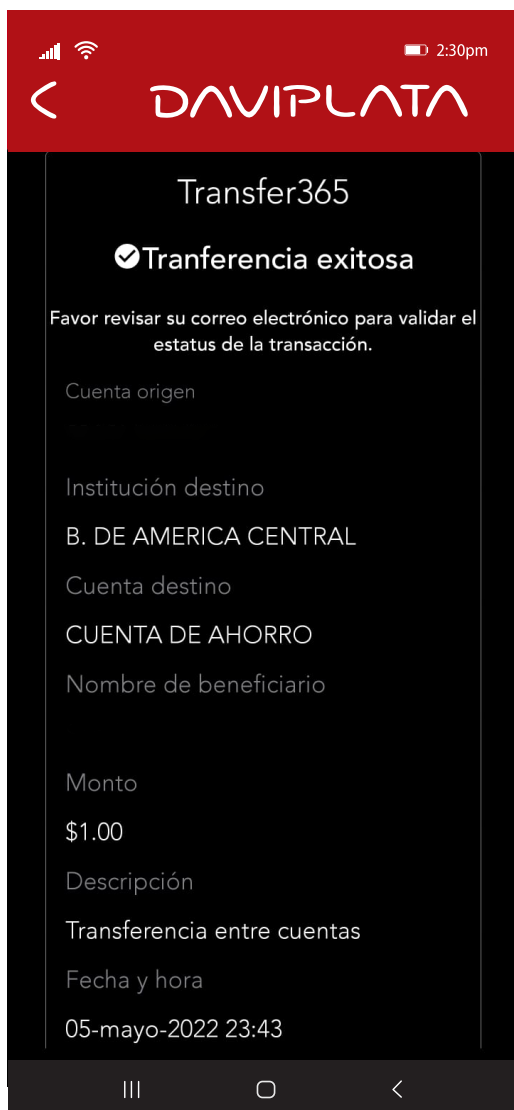 2:30pm
DAVIPLATA
Transfer365
Tranferencia exitosa
Favor revisar su correo electrónico para validar el
estatus de la transacción.
Cuenta origen
Institución destino
B. DE AMERICA CENTRAL
Cuenta destino
CUENTA DE AHORRO
Nombre de beneficiario
Monto
$1.00
Descripción
Transferencia entre cuentas
Fecha y hora
05-mayo-2022 23:43